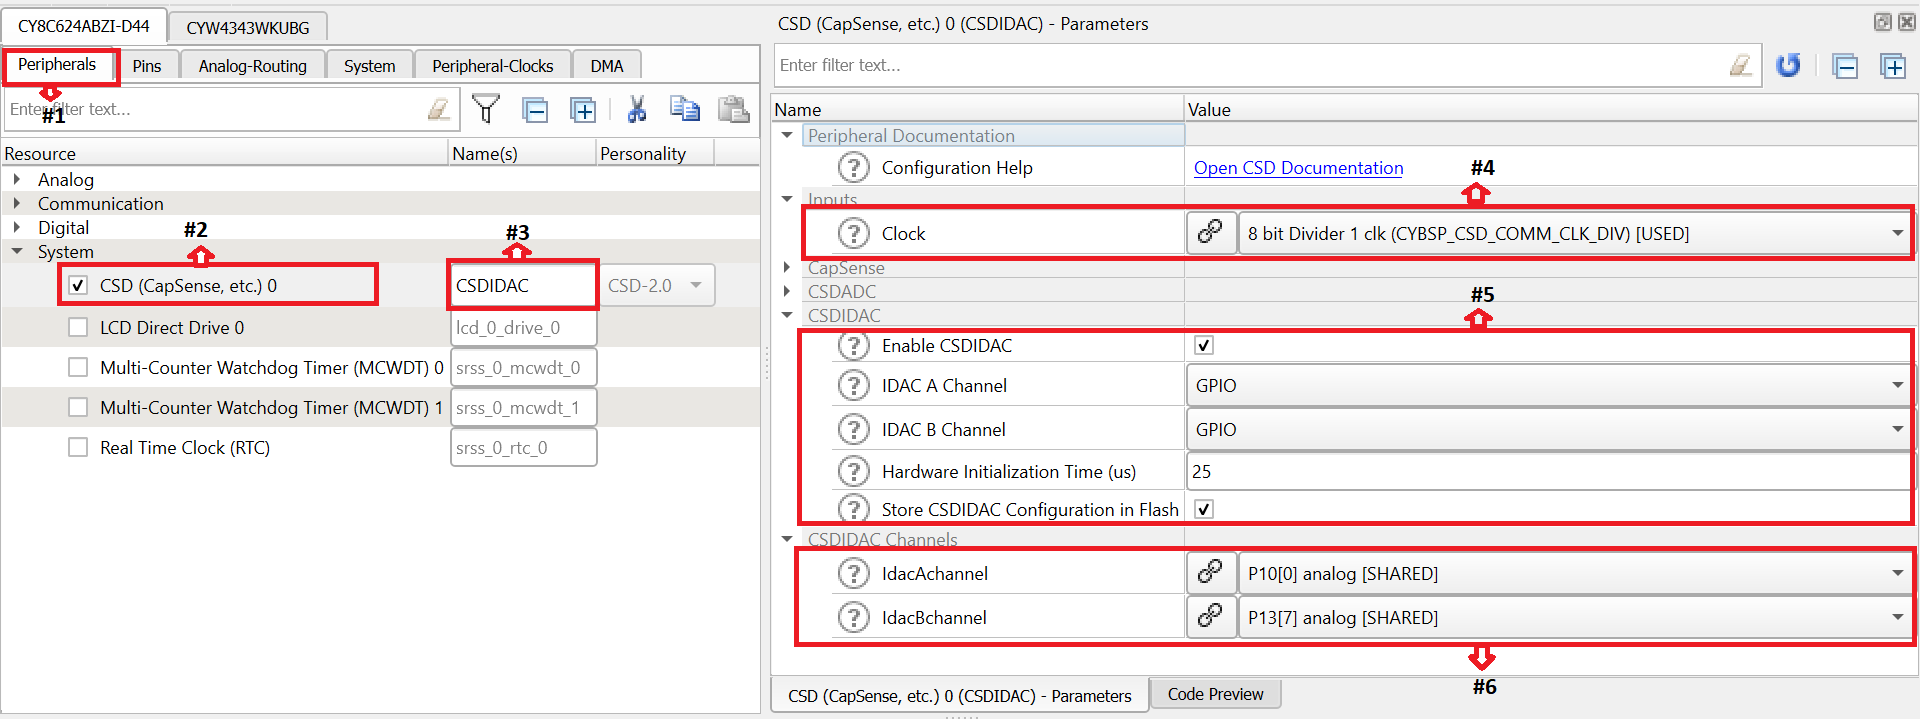 CY8C624ABZI-D44 CYW4343WKUBG
Peripherals Pins Analog-Routing System Peripheral-Clocks DMA
Enter filter text...
#1
Resource Name(s) Personality
Analog
Communication
Digital
#2 #3
System
CSD (CapSense, etc.) 0 CSDIDAC CSD-2.0
LCD Direct Drive 0 lcd_0_drive_0
Multi-Counter Watchdog Timer (MCWDT) 0 srss_0_mcwdt_0
Multi-Counter Watchdog Timer (MCWDT) 1 srss_0_mcwdt_1
Real Time Clock (RTC) srss_0_rtc_0
CSD (CapSense, etc.) 0 (CSDIDAC) - Parameters
Enter filter text...
Name Value
Peripheral Documentation
Configuration Help Open CSD Documentation #4
Inputs
Clock 8 bit Divider 1 clk (CYBSP_CSD_COMM_CLK_DIV) [USED]
CapSense
CSDADC #5
CSDIDAC
Enable CSDIDAC
IDAC A Channel GPIO
IDAC B Channel GPIO
Hardware Initialization Time (us) 25
Store CSDIDAC Configuration in Flash
CSDIDAC Channels
IdacAchannel P10[0] analog [SHARED]
IdacBchannel P13[7] analog [SHARED]
#6
CSD (CapSense, etc.) 0 (CSDIDAC) - Parameters Code Preview